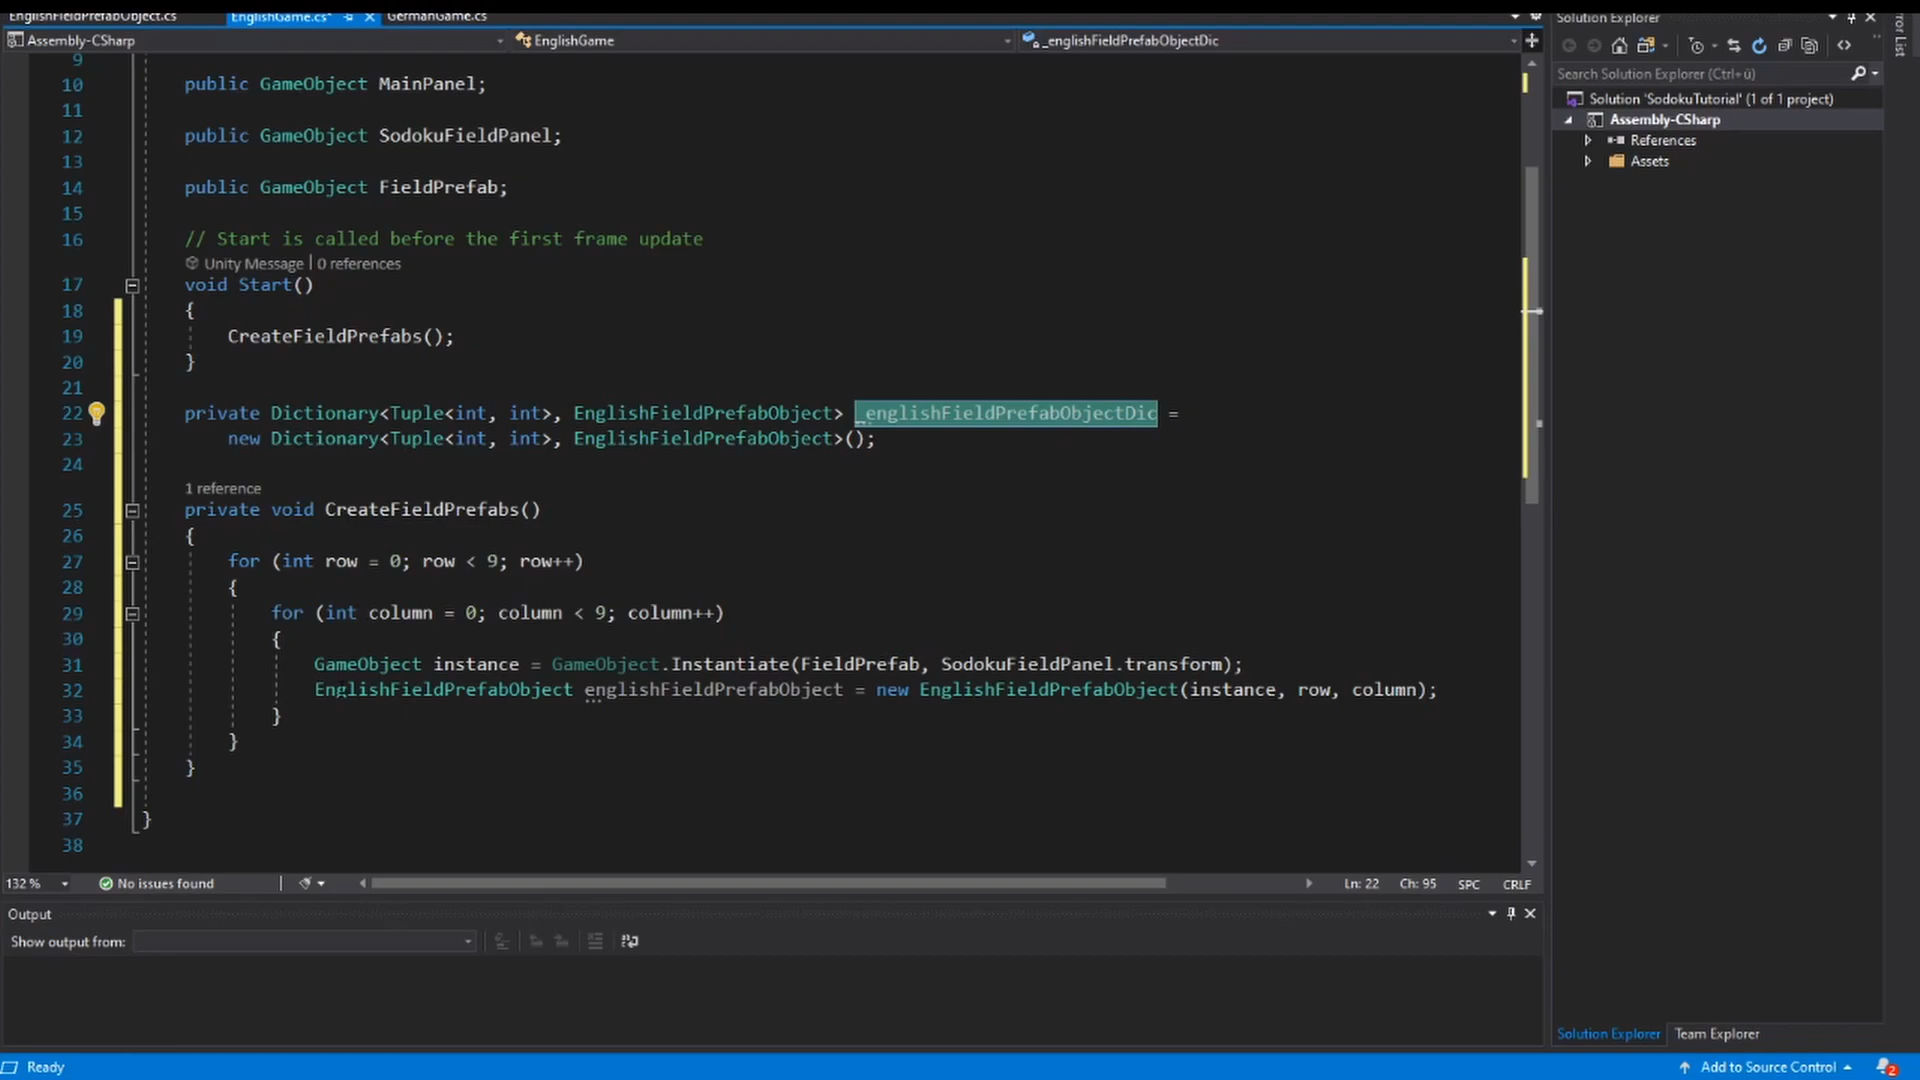 EnglishFieldPrefabObject.cs EnglishGame.cs* GermanGame.cs
Assembly-CSharp EnglishGame _englishFieldPrefabObjectDic
9
10 public GameObject MainPanel;
11
12 public GameObject SodokuFieldPanel;
13
14 public GameObject FieldPrefab;
15
16 // Start is called before the first frame update
Unity Message | 0 references
17 void Start()
18 {
19 CreateFieldPrefabs();
20 }
21
22 private Dictionary<Tuple<int, int>, EnglishFieldPrefabObject> _englishFieldPrefabObjectDic =
23 new Dictionary<Tuple<int, int>, EnglishFieldPrefabObject>();
24
1 reference
25 private void CreateFieldPrefabs()
26 {
27 for (int row = 0; row < 9; row++)
28 {
29 for (int column = 0; column < 9; column++)
30 {
31 GameObject instance = GameObject.Instantiate(FieldPrefab, SodokuFieldPanel.transform);
32 EnglishFieldPrefabObject englishFieldPrefabObject = new EnglishFieldPrefabObject(instance, row, column);
33 }
34 }
35 }
36
37 }
38
132 % No issues found Ln: 22 Ch: 95 SPC CRLF
Output
Show output from:
Solution Explorer
Search Solution Explorer (Ctrl+ü)
Solution 'SodokuTutorial' (1 of 1 project)
Assembly-CSharp
References
Assets
Solution Explorer Team Explorer
Error List
Ready Add to Source Control 2